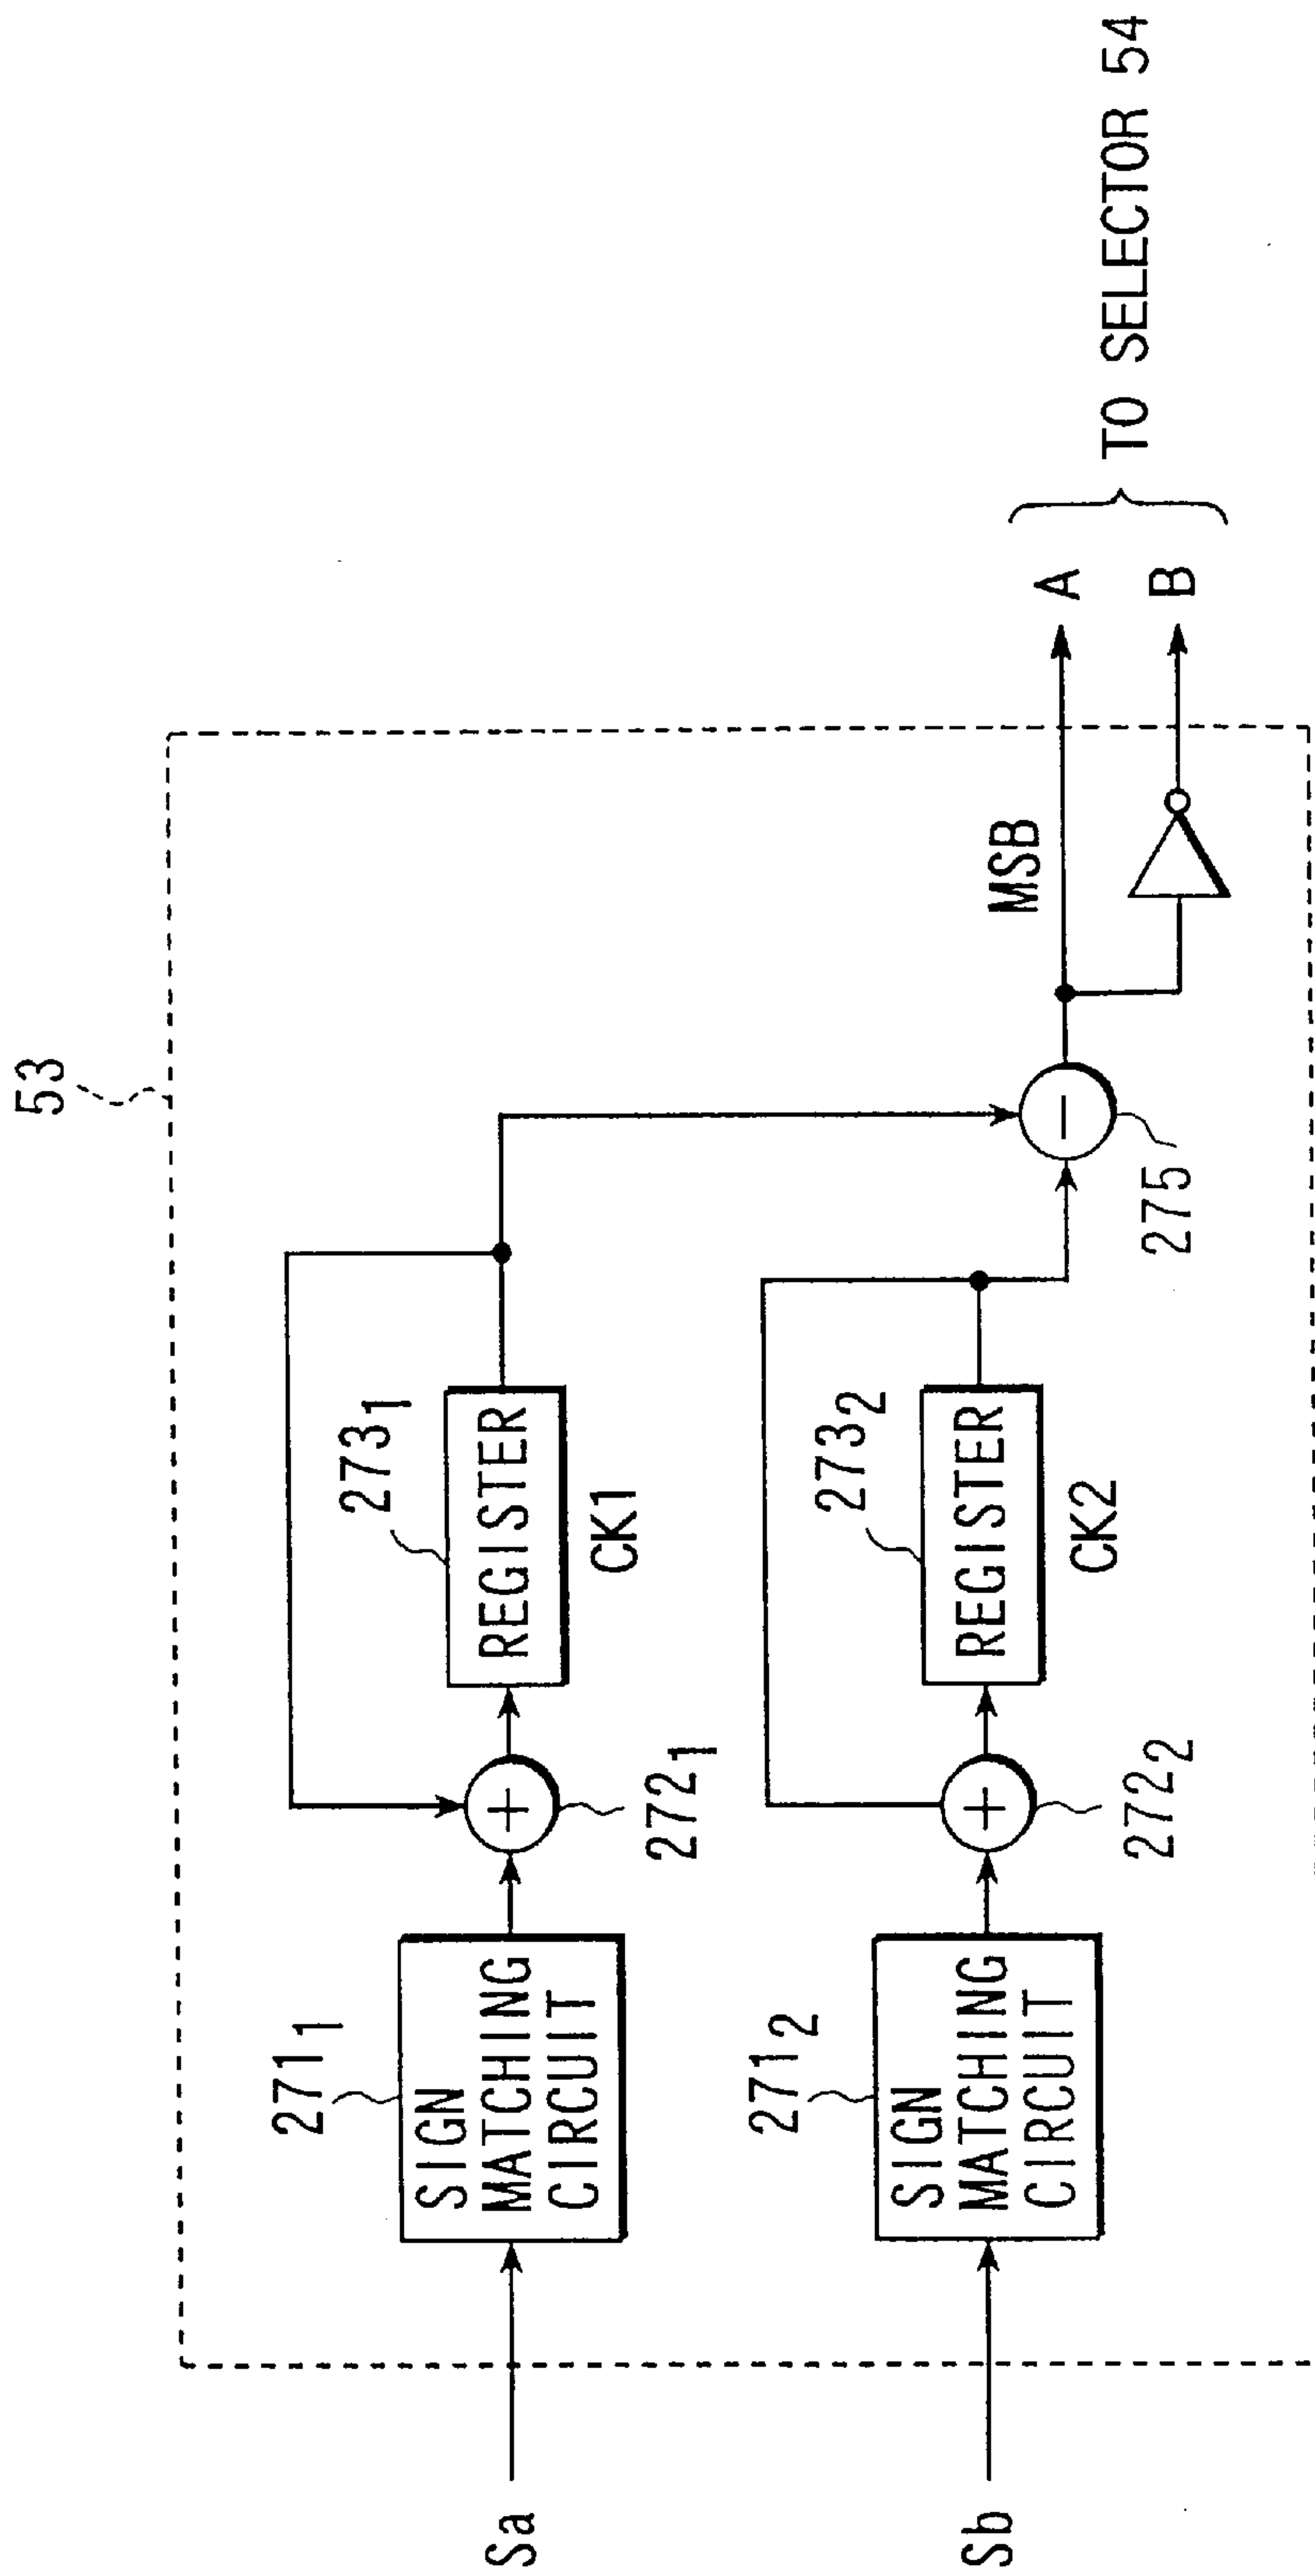 53
Sa
271₁
SIGN
MATCHING
CIRCUIT
+
272₁
273₁
REGISTER
CK1
Sb
271₂
SIGN
MATCHING
CIRCUIT
+
272₂
273₂
REGISTER
CK2
−
275
MSB
A
B
TO SELECTOR 54